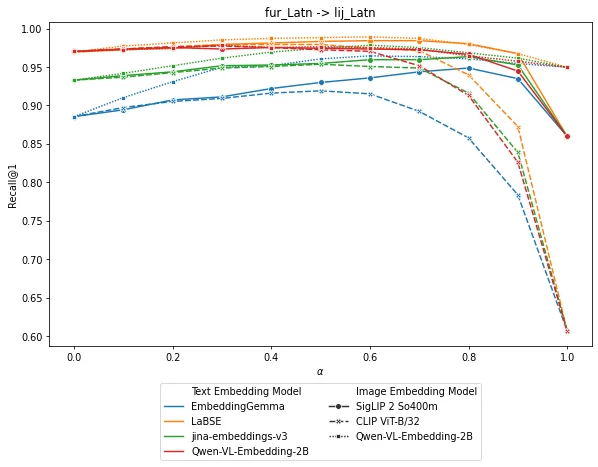 fur_Latn -> lij_Latn
1.00
0.95
0.90
0.85
0.80
0.75
0.70
0.65
0.60
Recall@1
0.0 0.2 0.4 0.6 0.8 1.0
α
Text Embedding Model Image Embedding Model
EmbeddingGemma SigLIP 2 So400m
LaBSE CLIP ViT-B/32
jina-embeddings-v3 Qwen-VL-Embedding-2B
Qwen-VL-Embedding-2B